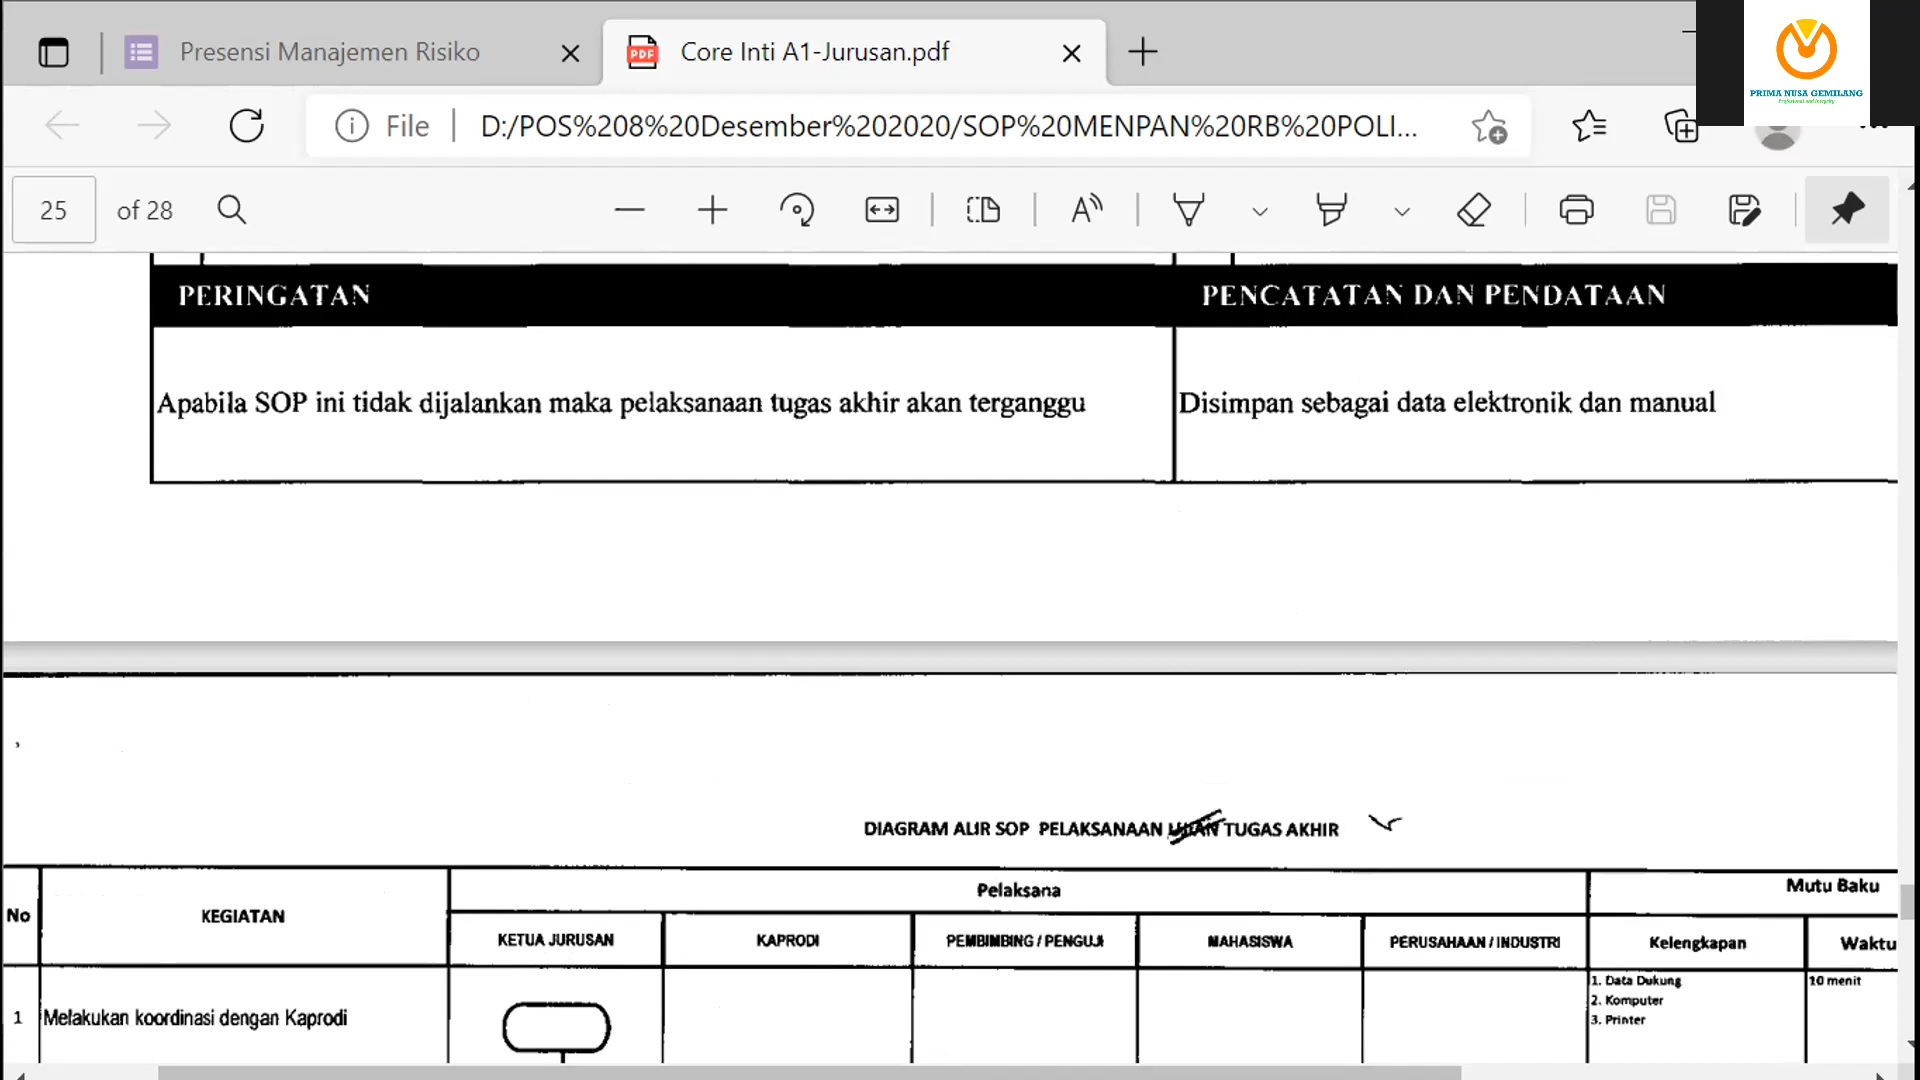 Presensi Manajemen Risiko
Core Inti A1-Jurusan.pdf
PRIMA NUSA GEMILANG
Profesional and Integrity
File
D:/POS%208%20Desember%202020/SOP%20MENPAN%20RB%20POLI...
25 of 28
PERINGATAN
PENCATATAN DAN PENDATAAN
Apabila SOP ini tidak dijalankan maka pelaksanaan tugas akhir akan terganggu
Disimpan sebagai data elektronik dan manual
DIAGRAM ALIR SOP PELAKSANAAN UJIAN TUGAS AKHIR
No
KEGIATAN
Pelaksana
Mutu Baku
KETUA JURUSAN
KAPRODI
PEMBIMBING / PENGUJI
MAHASISWA
PERUSAHAAN / INDUSTRI
Kelengkapan
Waktu
1
Melakukan koordinasi dengan Kaprodi
1. Data Dukung
2. Komputer
3. Printer
10 menit